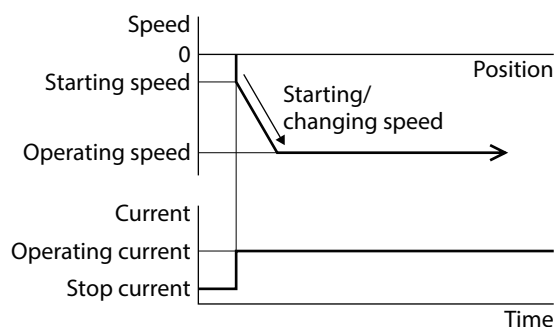 Speed
0
Position
Starting speed
Starting/
changing speed
Operating speed
Current
Operating current
Stop current
Time